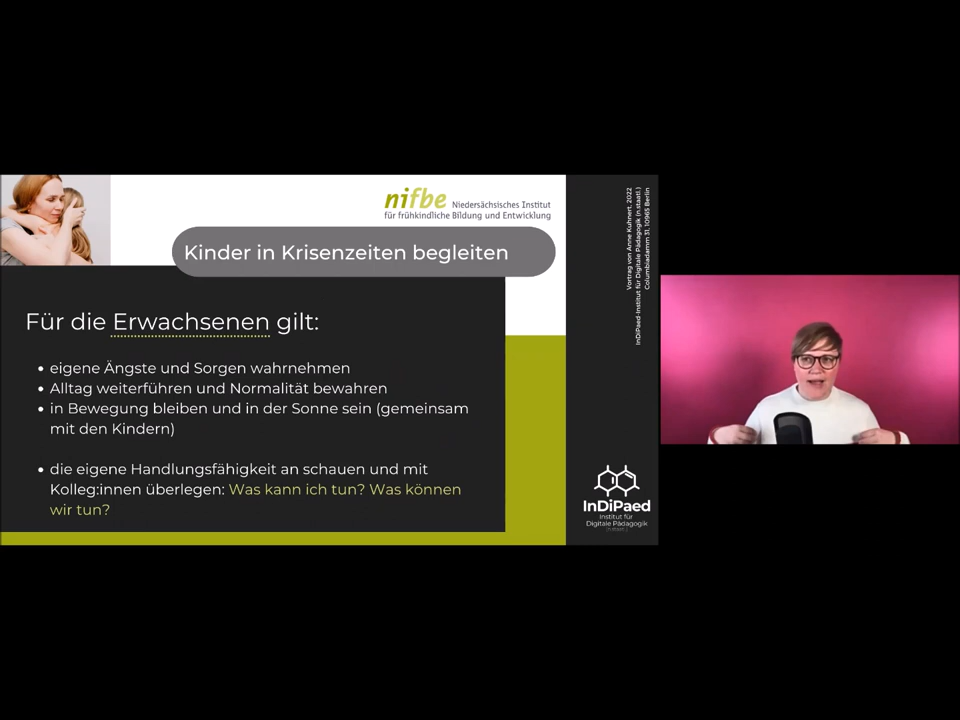 nifbe Niedersächsisches Institut
für frühkindliche Bildung und Entwicklung
Kinder in Krisenzeiten begleiten
Für die Erwachsenen gilt:
• eigene Ängste und Sorgen wahrnehmen
• Alltag weiterführen und Normalität bewahren
• in Bewegung bleiben und in der Sonne sein (gemeinsam
mit den Kindern)
• die eigene Handlungsfähigkeit an schauen und mit
Kolleg:innen überlegen: Was kann ich tun? Was können
wir tun?
Vortrag von Anne Kuhnert, 2022
InDiPaed-Institut für Digitale Pädagogik (n.staatl.)
Columbiadamm 31, 10965 Berlin
InDiPaed
Institut für
Digitale Pädagogik